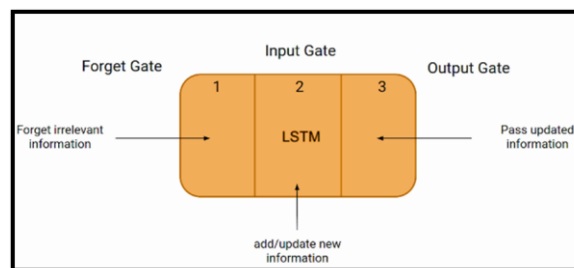 Input Gate
Forget Gate
Output Gate
1
2
3
Forget irrelevant
information
LSTM
Pass updated
information
add/update new
information